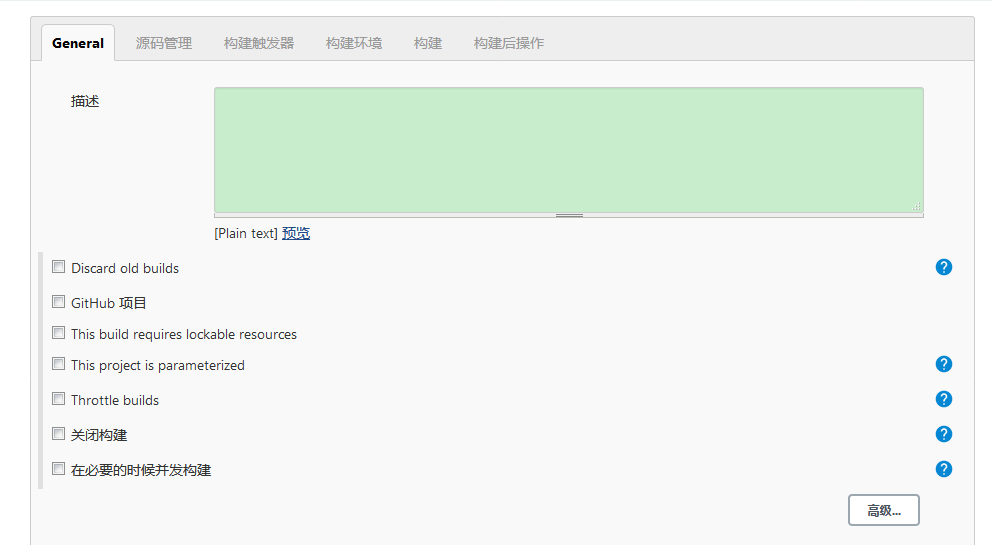 General 源码管理 构建触发器 构建环境 构建 构建后操作
描述
[Plain text] 预览
Discard old builds ?
GitHub 项目
This build requires lockable resources
This project is parameterized ?
Throttle builds ?
关闭构建 ?
在必要的时候并发构建 ?
高级...